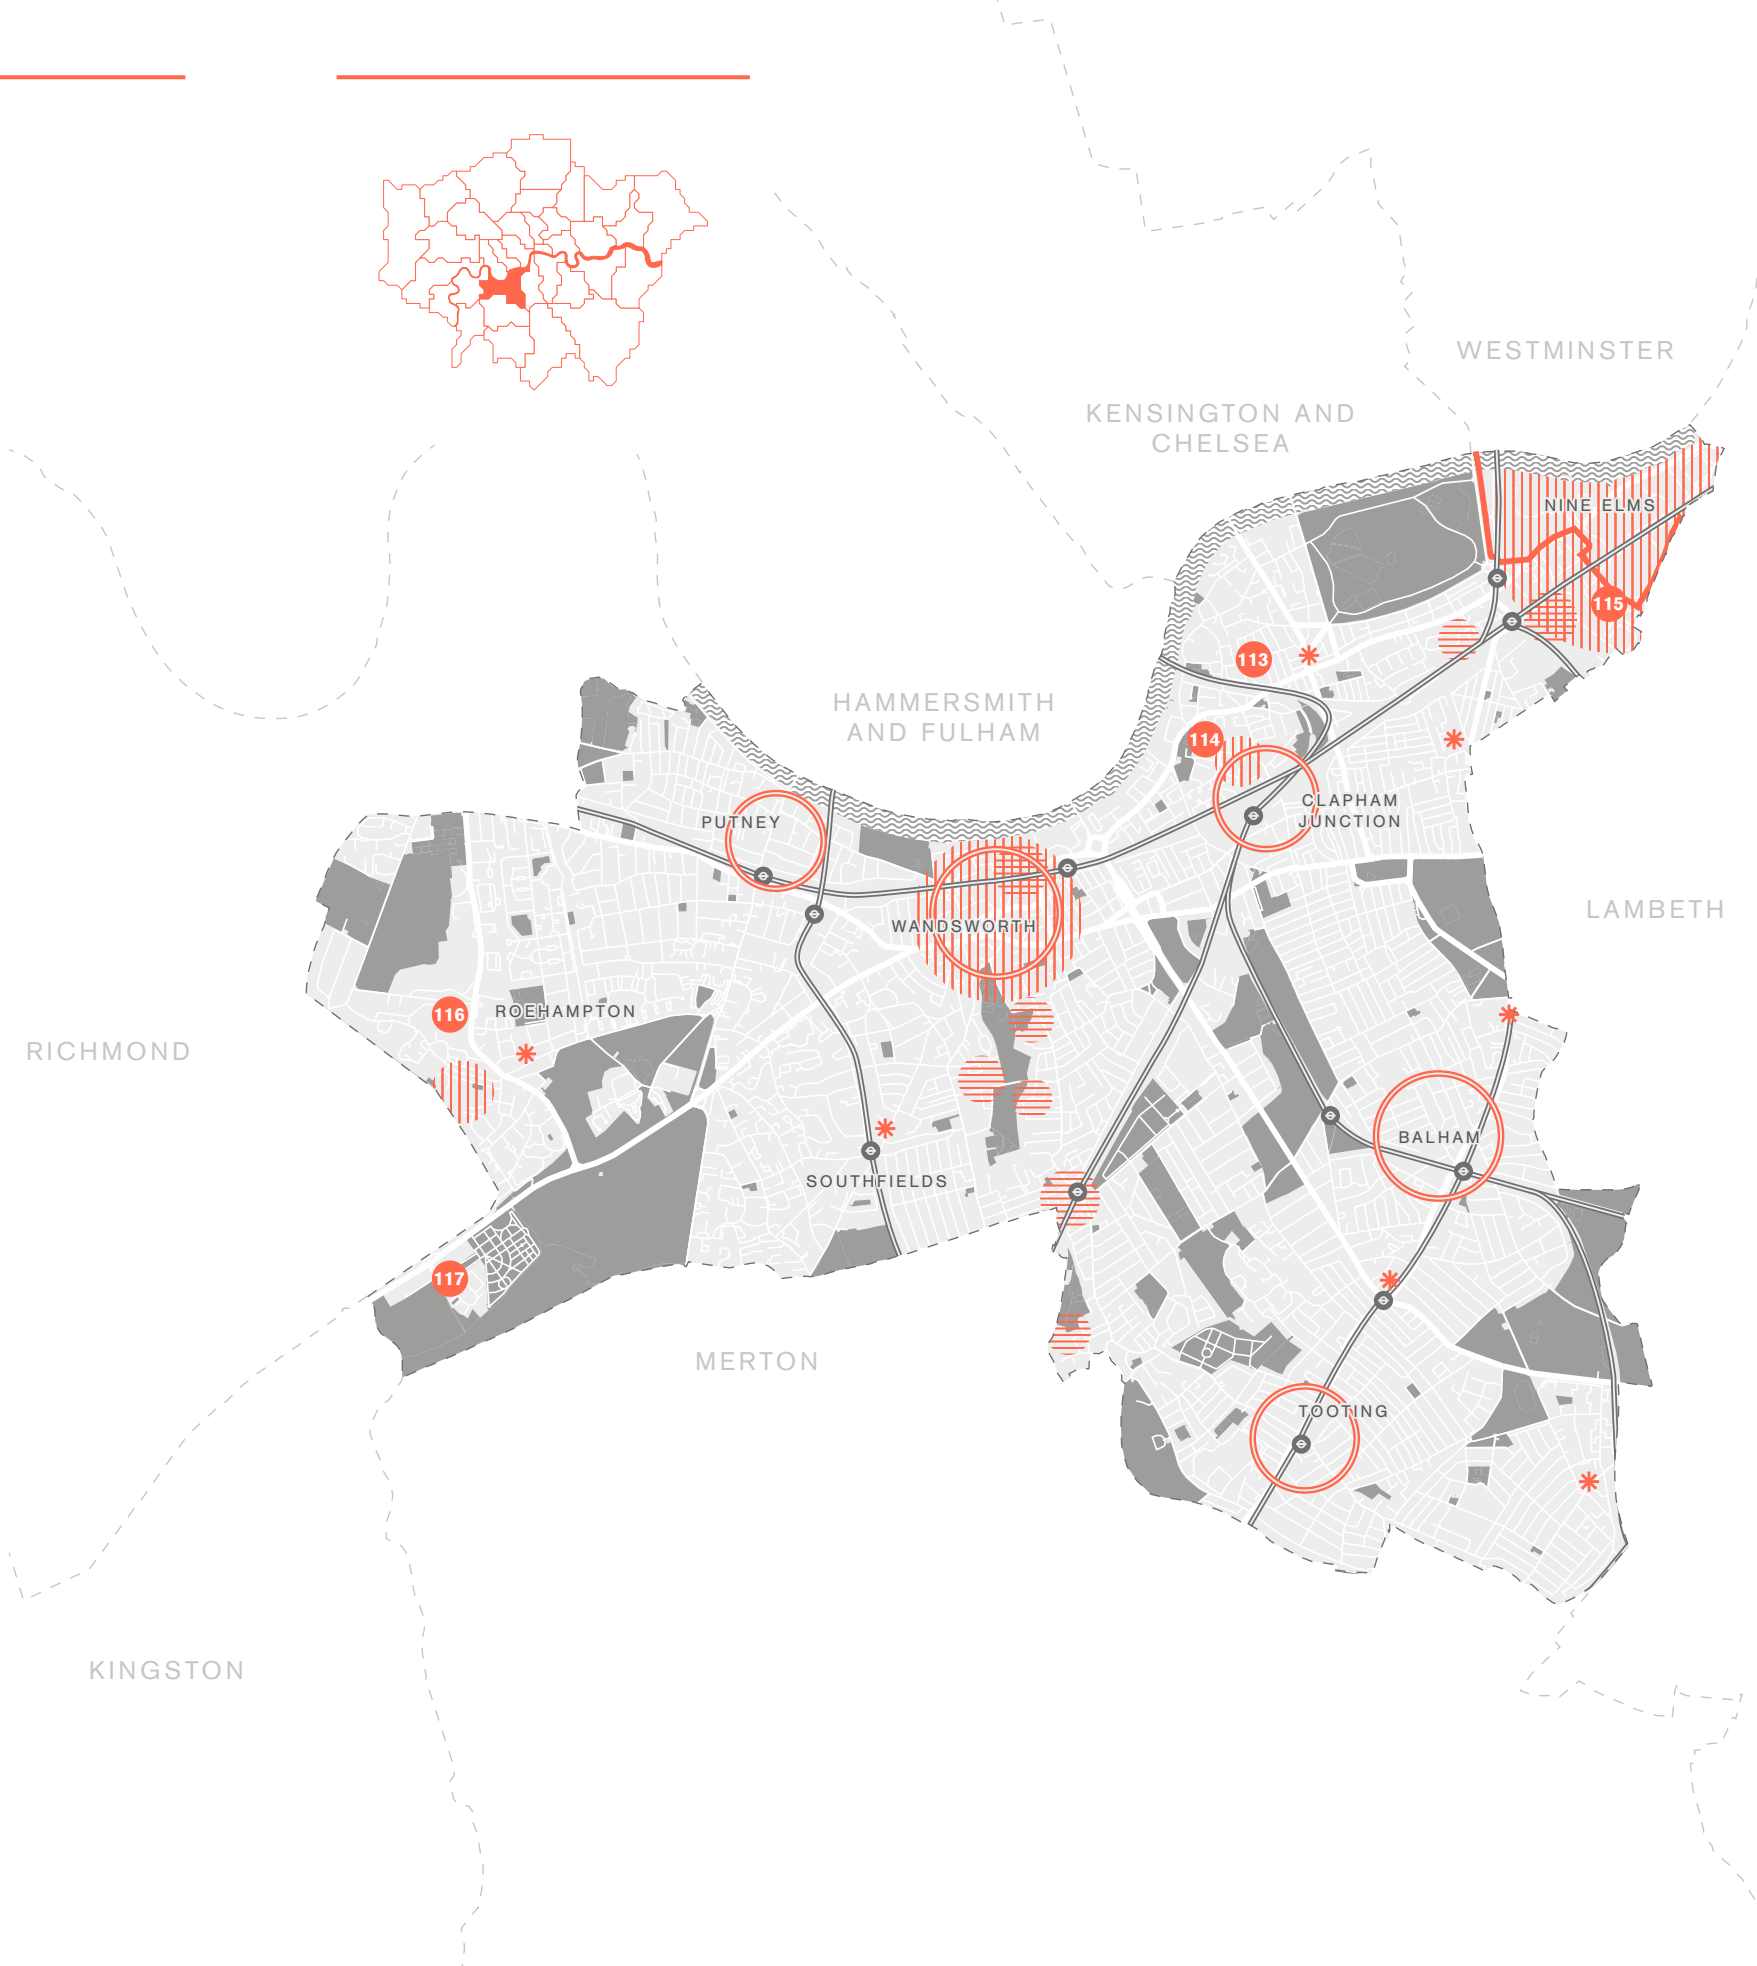 WESTMINSTER
KENSINGTON AND
CHELSEA
NINE ELMS
115
113
HAMMERSMITH
AND FULHAM
114
CLAPHAM
JUNCTION
PUTNEY
LAMBETH
WANDSWORTH
116
ROEHAMPTON
RICHMOND
BALHAM
SOUTHFIELDS
117
MERTON
TOOTING
KINGSTON